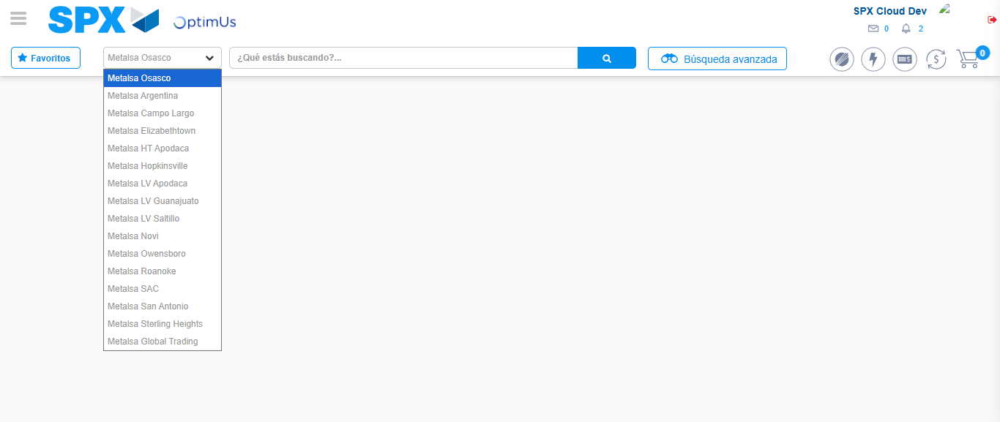 SPX OptimUs
SPX Cloud Dev
0 2
Favoritos
Metalsa Osasco
¿Qué estás buscando?...
Búsqueda avanzada
$
$
0
Metalsa Osasco
Metalsa Argentina
Metalsa Campo Largo
Metalsa Elizabethtown
Metalsa HT Apodaca
Metalsa Hopkinsville
Metalsa LV Apodaca
Metalsa LV Guanajuato
Metalsa LV Saltillo
Metalsa Novi
Metalsa Owensboro
Metalsa Roanoke
Metalsa SAC
Metalsa San Antonio
Metalsa Sterling Heights
Metalsa Global Trading